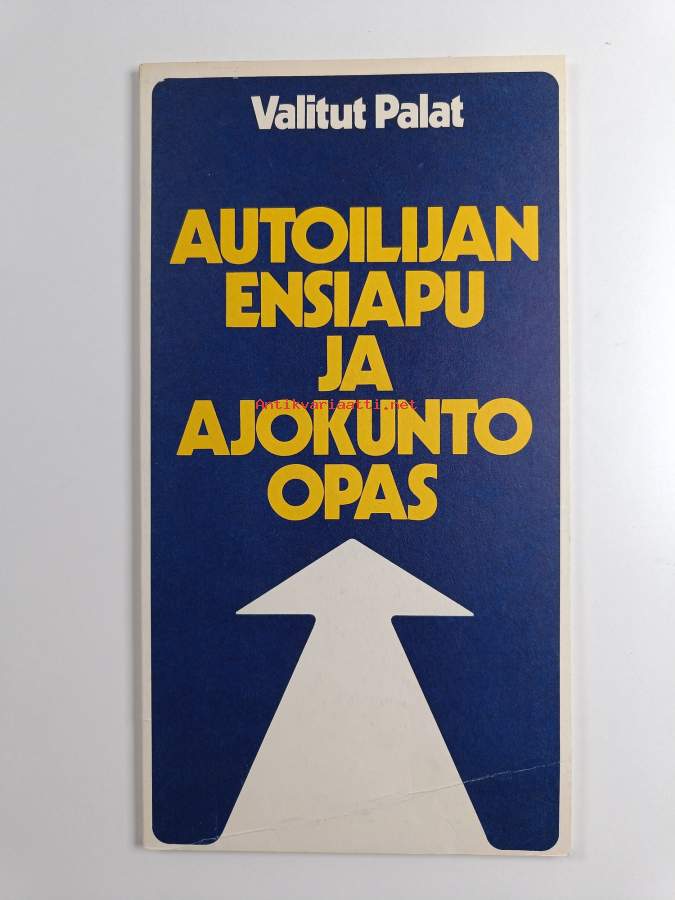 Valitut Palat
AUTOILIJAN
ENSIAPU
JA
Antikvariaatti.net
AJOKUNTO
OPAS